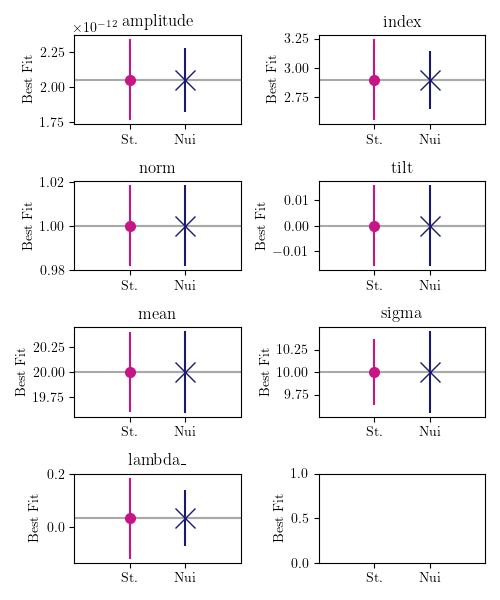 ×10⁻¹² amplitude
index
Best Fit
2.25
2.00
1.75
St.
Nui
Best Fit
3.25
3.00
2.75
St.
Nui
norm
tilt
Best Fit
1.02
1.00
0.98
St.
Nui
Best Fit
0.01
0.00
−0.01
St.
Nui
mean
sigma
Best Fit
20.25
20.00
19.75
St.
Nui
Best Fit
10.25
10.00
9.75
St.
Nui
lambda_
Best Fit
0.2
0.0
St.
Nui
Best Fit
1.0
0.5
0.0
St.
Nui